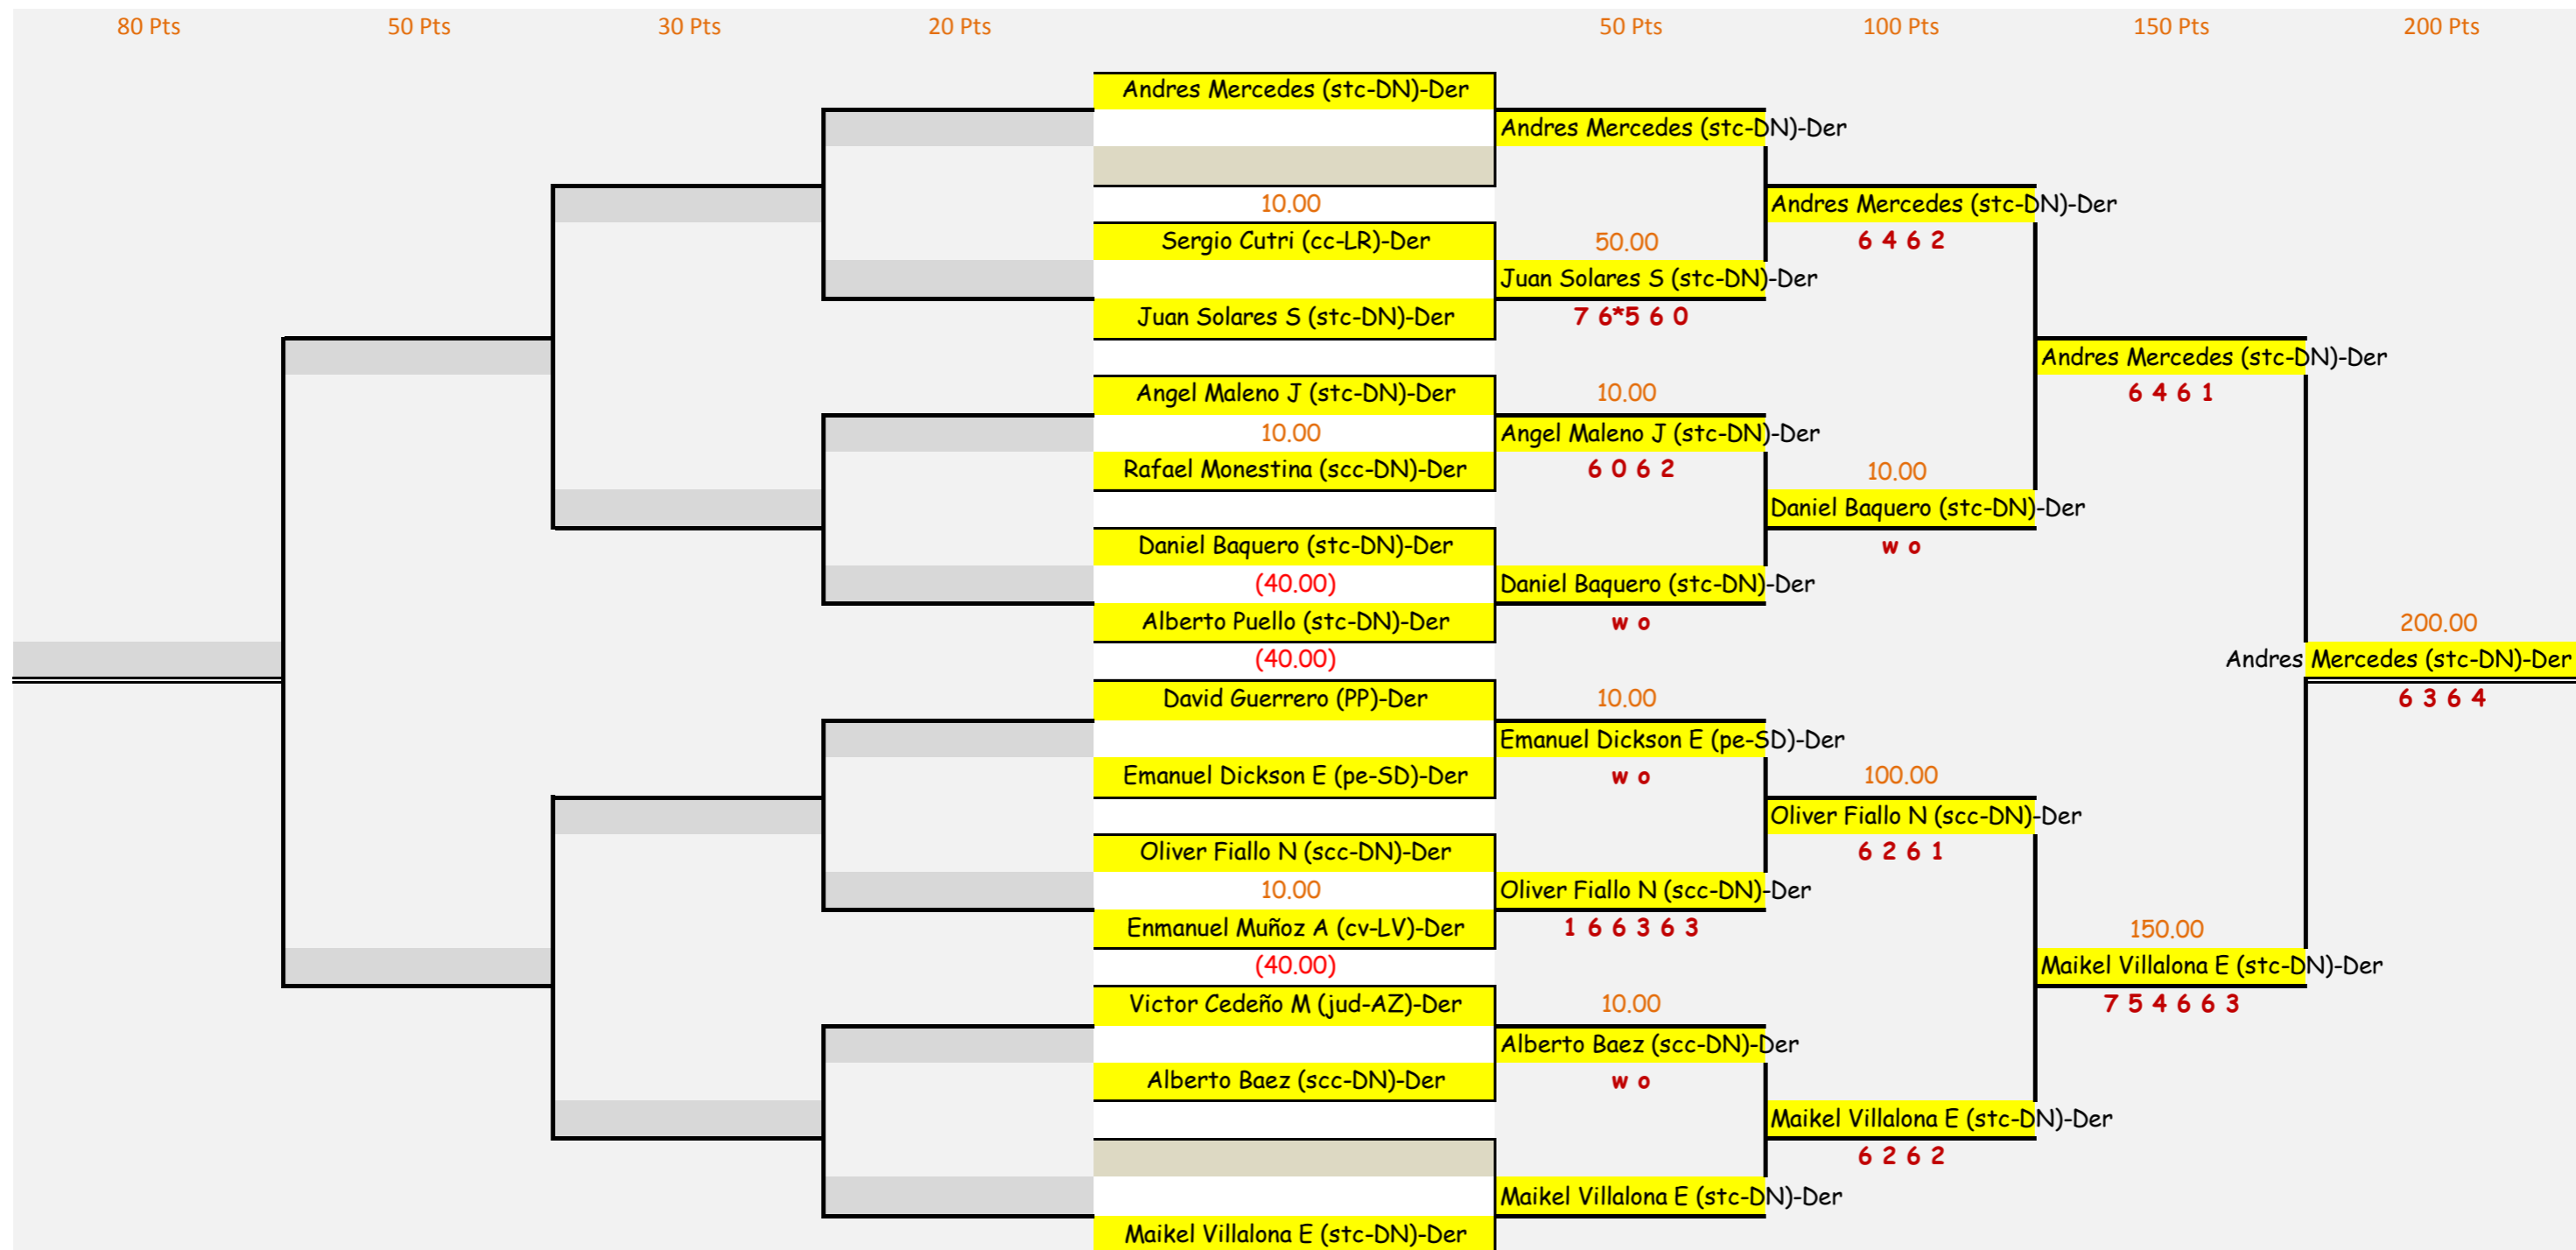 80 Pts 50 Pts 30 Pts 20 Pts 50 Pts 100 Pts 150 Pts 200 Pts
Andres Mercedes (stc-DN)-Der
Andres Mercedes (stc-DN)-Der
10.00 Andres Mercedes (stc-DN)-Der
Sergio Cutri (cc-LR)-Der 50.00 6 4 6 2
Juan Solares S (stc-DN)-Der
Juan Solares S (stc-DN)-Der 7 6*5 6 0
Andres Mercedes (stc-DN)-Der
Angel Maleno J (stc-DN)-Der 10.00 6 4 6 1
10.00 Angel Maleno J (stc-DN)-Der
Rafael Monestina (scc-DN)-Der 6 0 6 2 10.00
Daniel Baquero (stc-DN)-Der
Daniel Baquero (stc-DN)-Der w o
(40.00) Daniel Baquero (stc-DN)-Der
Alberto Puello (stc-DN)-Der w o 200.00
(40.00) Andres Mercedes (stc-DN)-Der
David Guerrero (PP)-Der 10.00 6 3 6 4
Emanuel Dickson E (pe-SD)-Der
Emanuel Dickson E (pe-SD)-Der w o 100.00
Oliver Fiallo N (scc-DN)-Der
Oliver Fiallo N (scc-DN)-Der 6 2 6 1
10.00 Oliver Fiallo N (scc-DN)-Der
Enmanuel Muñoz A (cv-LV)-Der 1 6 6 3 6 3 150.00
(40.00) Maikel Villalona E (stc-DN)-Der
Victor Cedeño M (jud-AZ)-Der 10.00 7 5 4 6 6 3
Alberto Baez (scc-DN)-Der
Alberto Baez (scc-DN)-Der w o
Maikel Villalona E (stc-DN)-Der
6 2 6 2
Maikel Villalona E (stc-DN)-Der
Maikel Villalona E (stc-DN)-Der